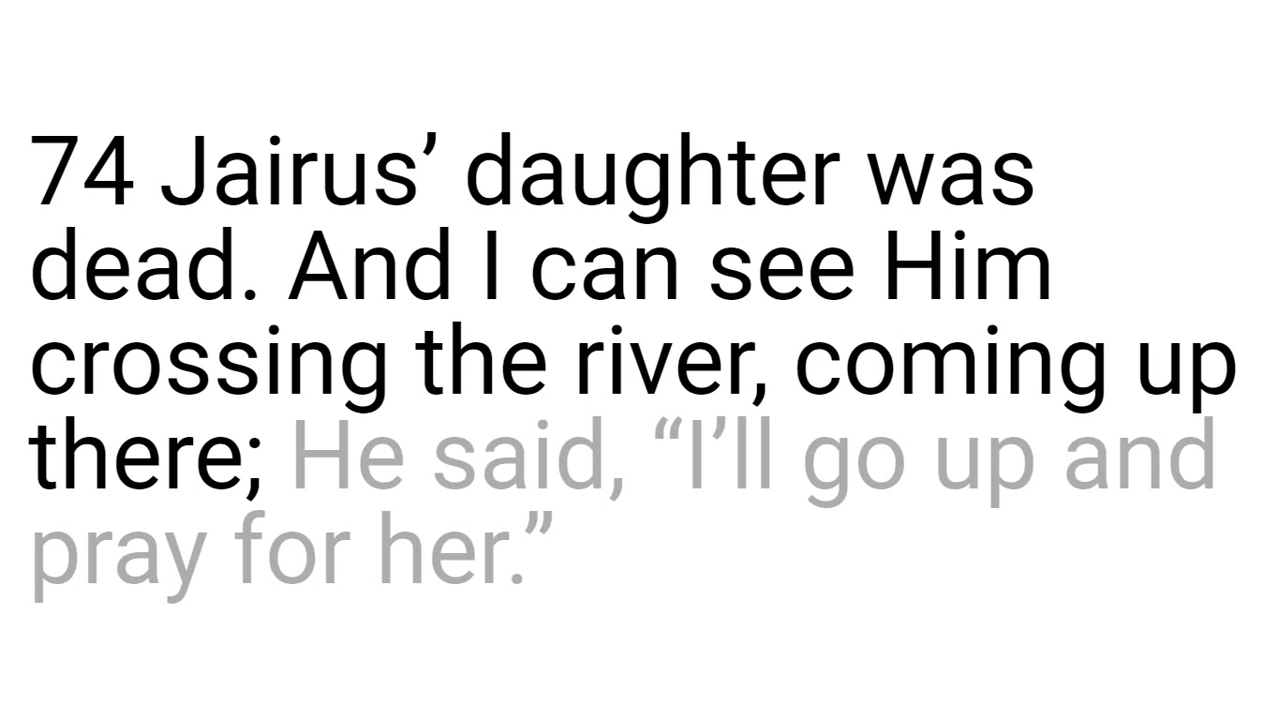 74 Jairus’ daughter was
dead. And I can see Him
crossing the river, coming up
there; He said, “I’ll go up and
pray for her.”